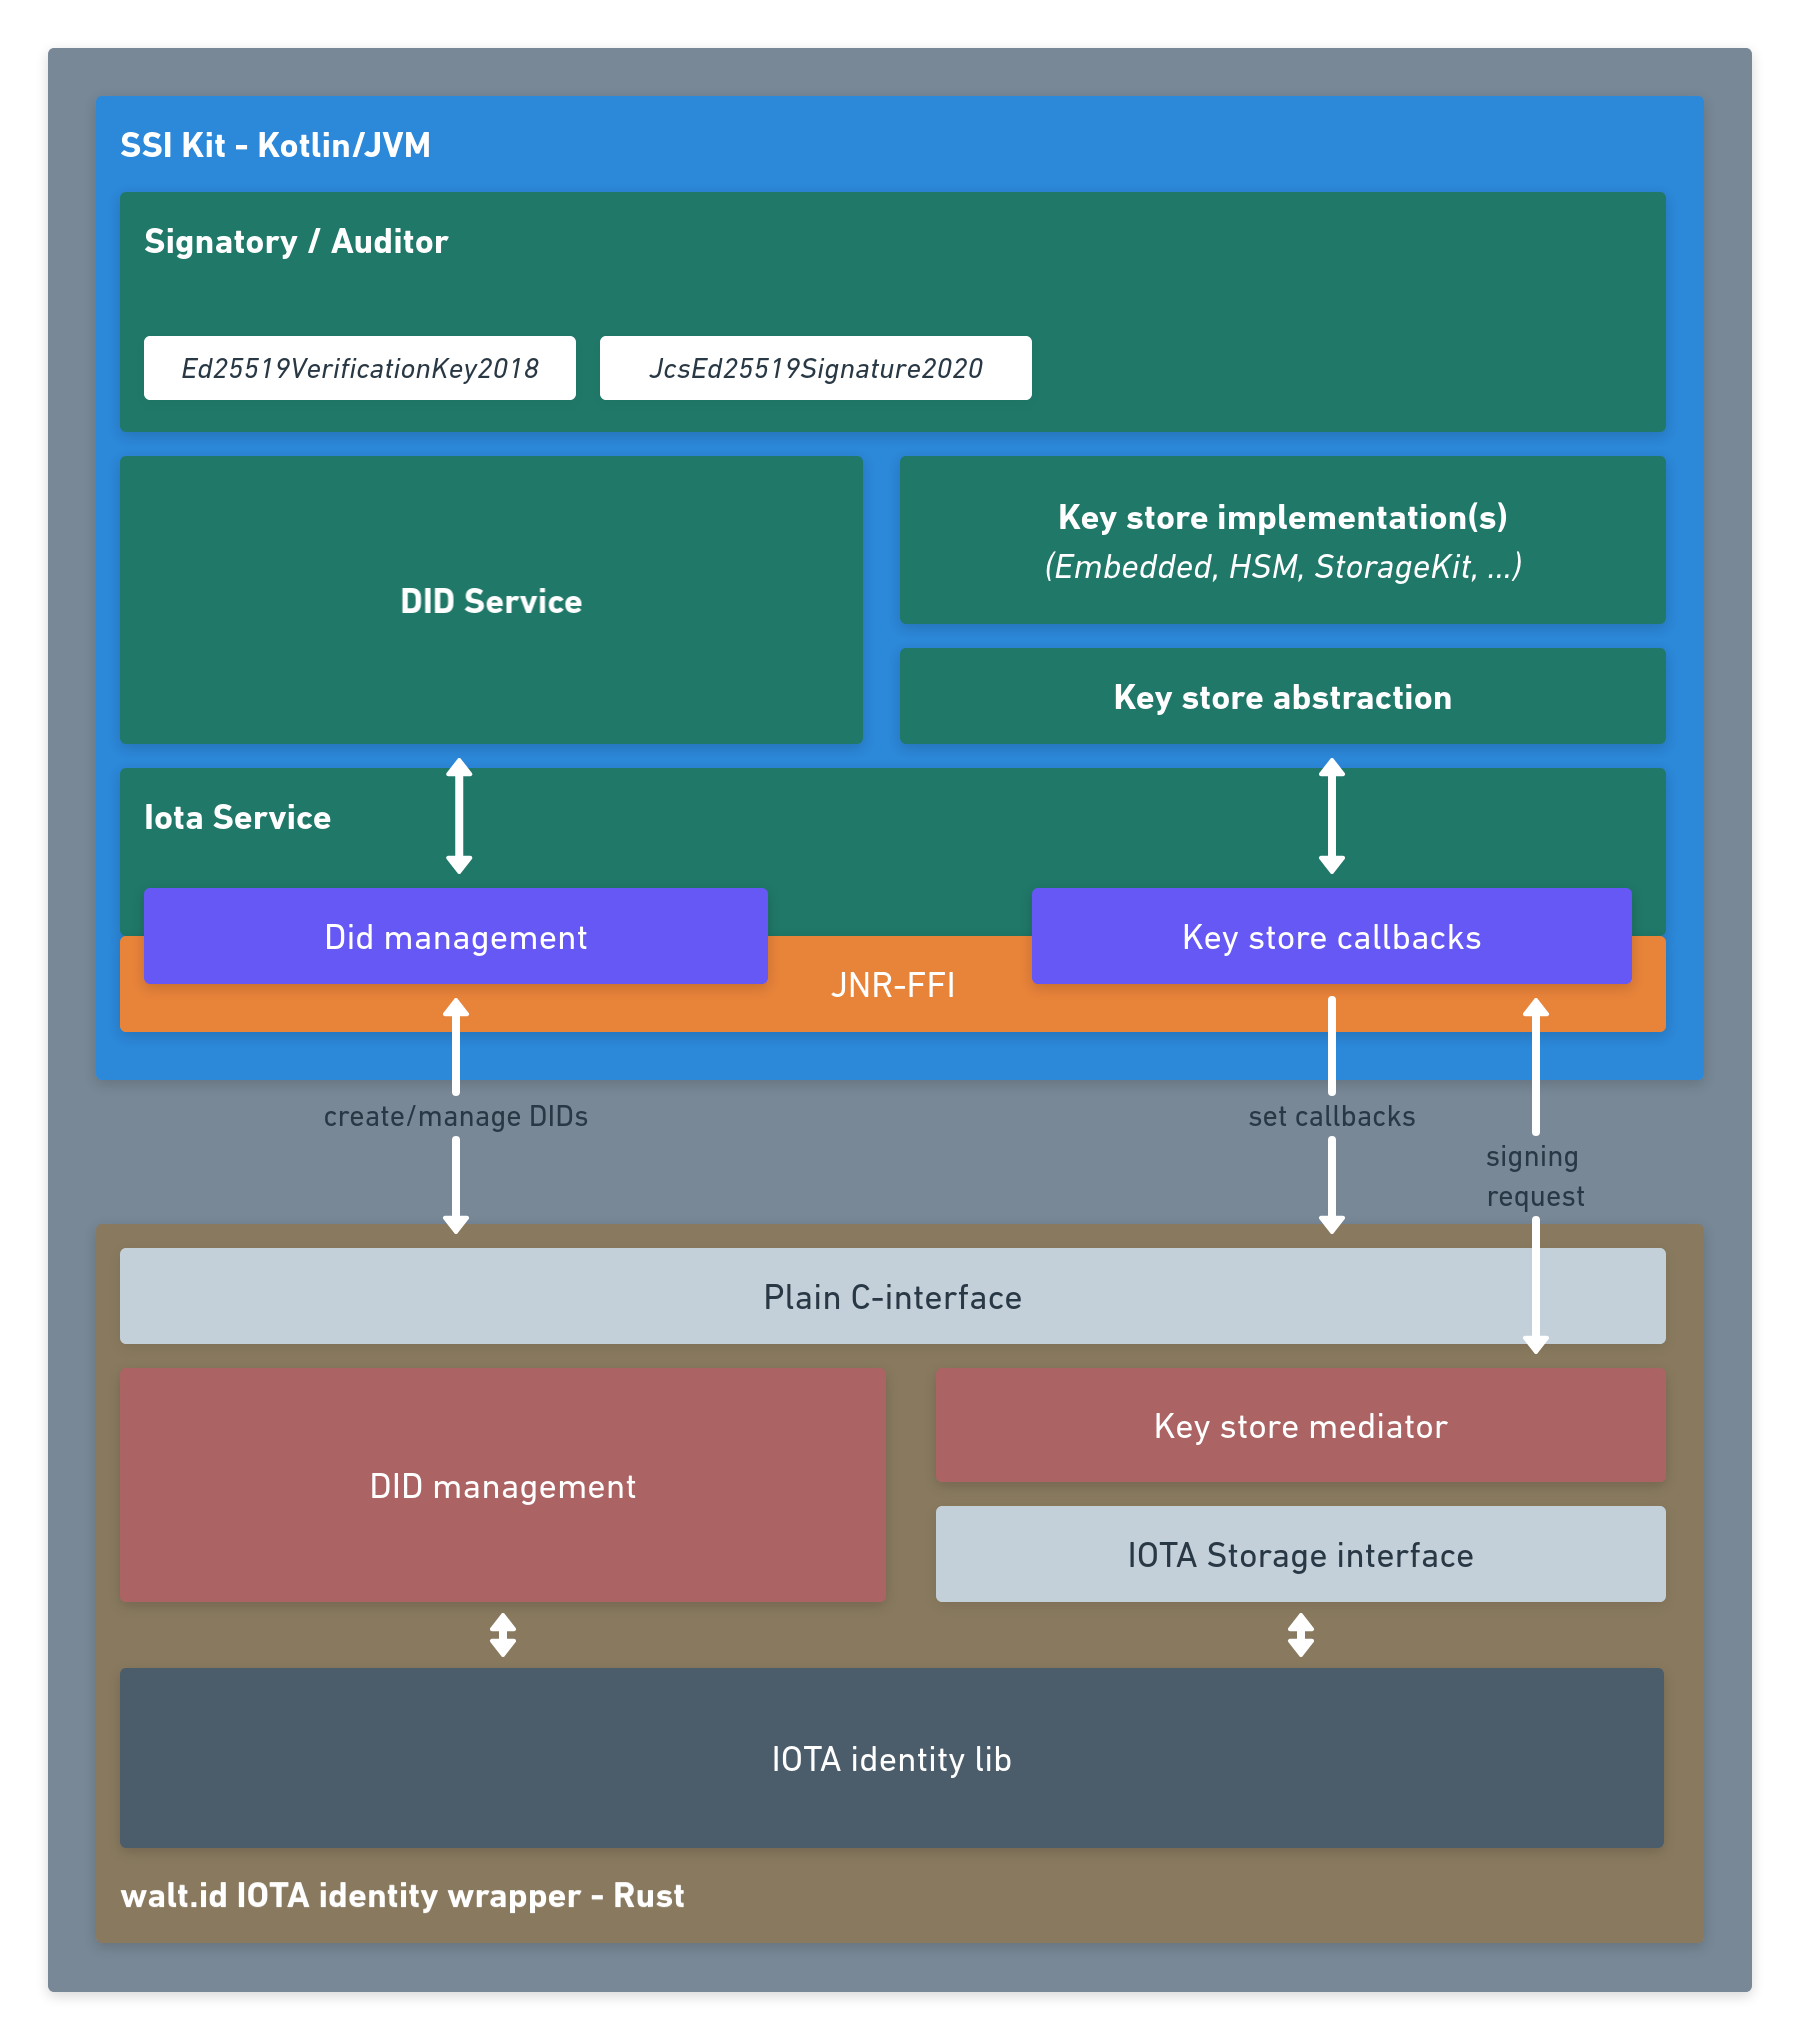 SSI Kit - Kotlin/JVM
Signatory / Auditor
Ed25519VerificationKey2018
JcsEd25519Signature2020
DID Service
Key store implementation(s)
(Embedded, HSM, StorageKit, ...)
Key store abstraction
Iota Service
Did management
Key store callbacks
JNR-FFI
create/manage DIDs
set callbacks
signing
request
Plain C-interface
DID management
Key store mediator
IOTA Storage interface
IOTA identity lib
walt.id IOTA identity wrapper - Rust